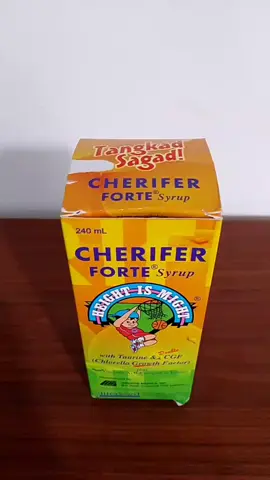 Tangkad
Sagad!
CHERIFER
FORTE® Syrup
240 mL
CHERIFER
FORTE® Syrup
HEIGHT IS MIGHT
®
with Taurine & Double CGF
(Chlorella Growth Factor)